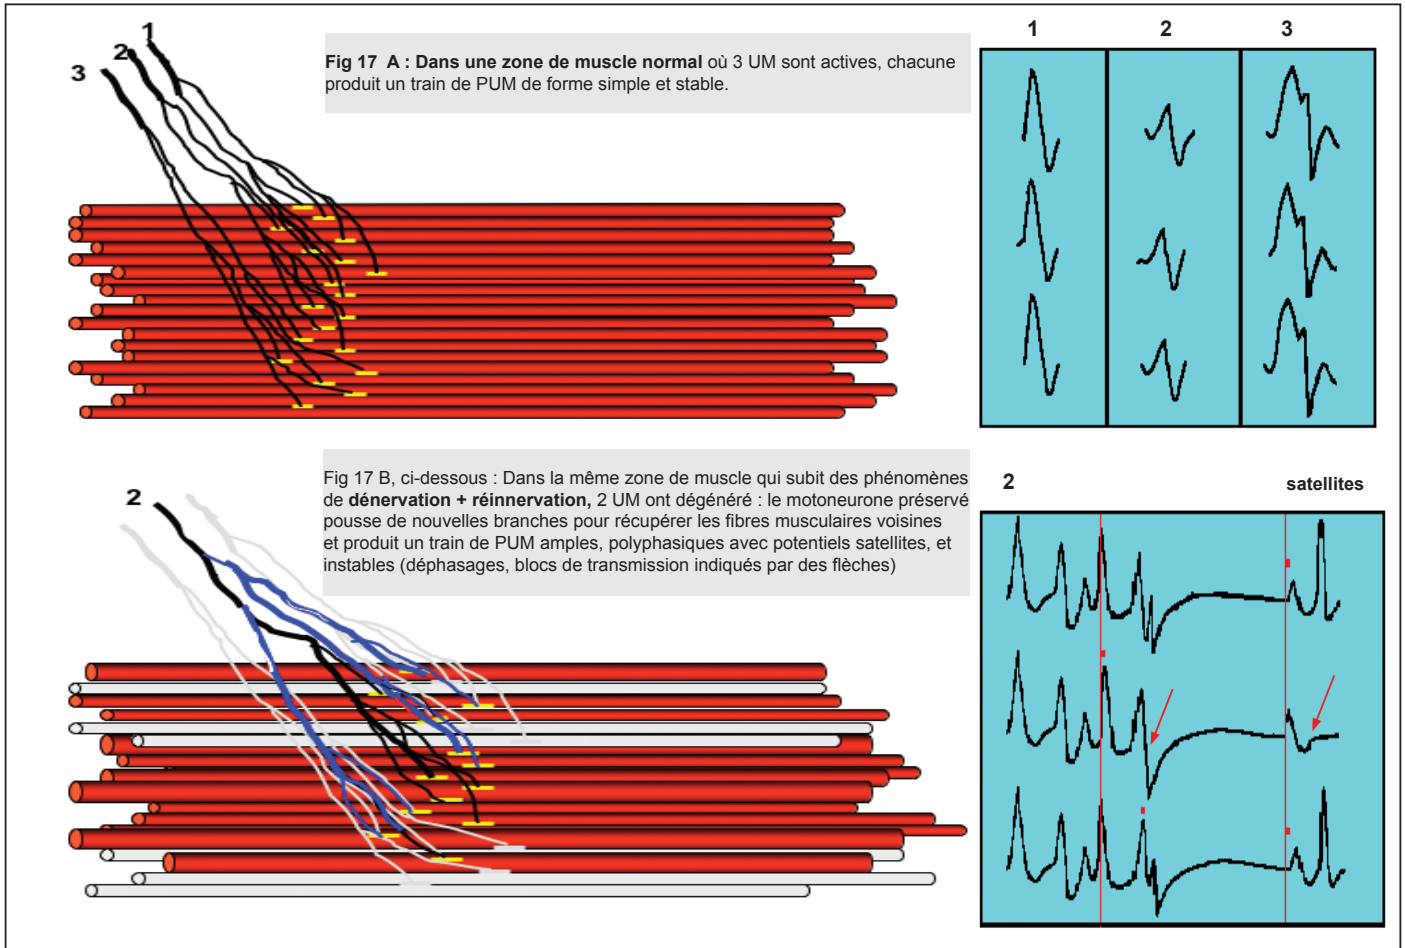 1
2
3
Fig 17 A : Dans une zone de muscle normal où 3 UM sont actives, chacune
produit un train de PUM de forme simple et stable.
1 2 3
Fig 17 B, ci-dessous : Dans la même zone de muscle qui subit des phénomènes
de dénervation + réinnervation, 2 UM ont dégénéré : le motoneurone préservé
pousse de nouvelles branches pour récupérer les fibres musculaires voisines
et produit un train de PUM amples, polyphasiques avec potentiels satellites, et
instables (déphasages, blocs de transmission indiqués par des flèches)
2
2 satellites